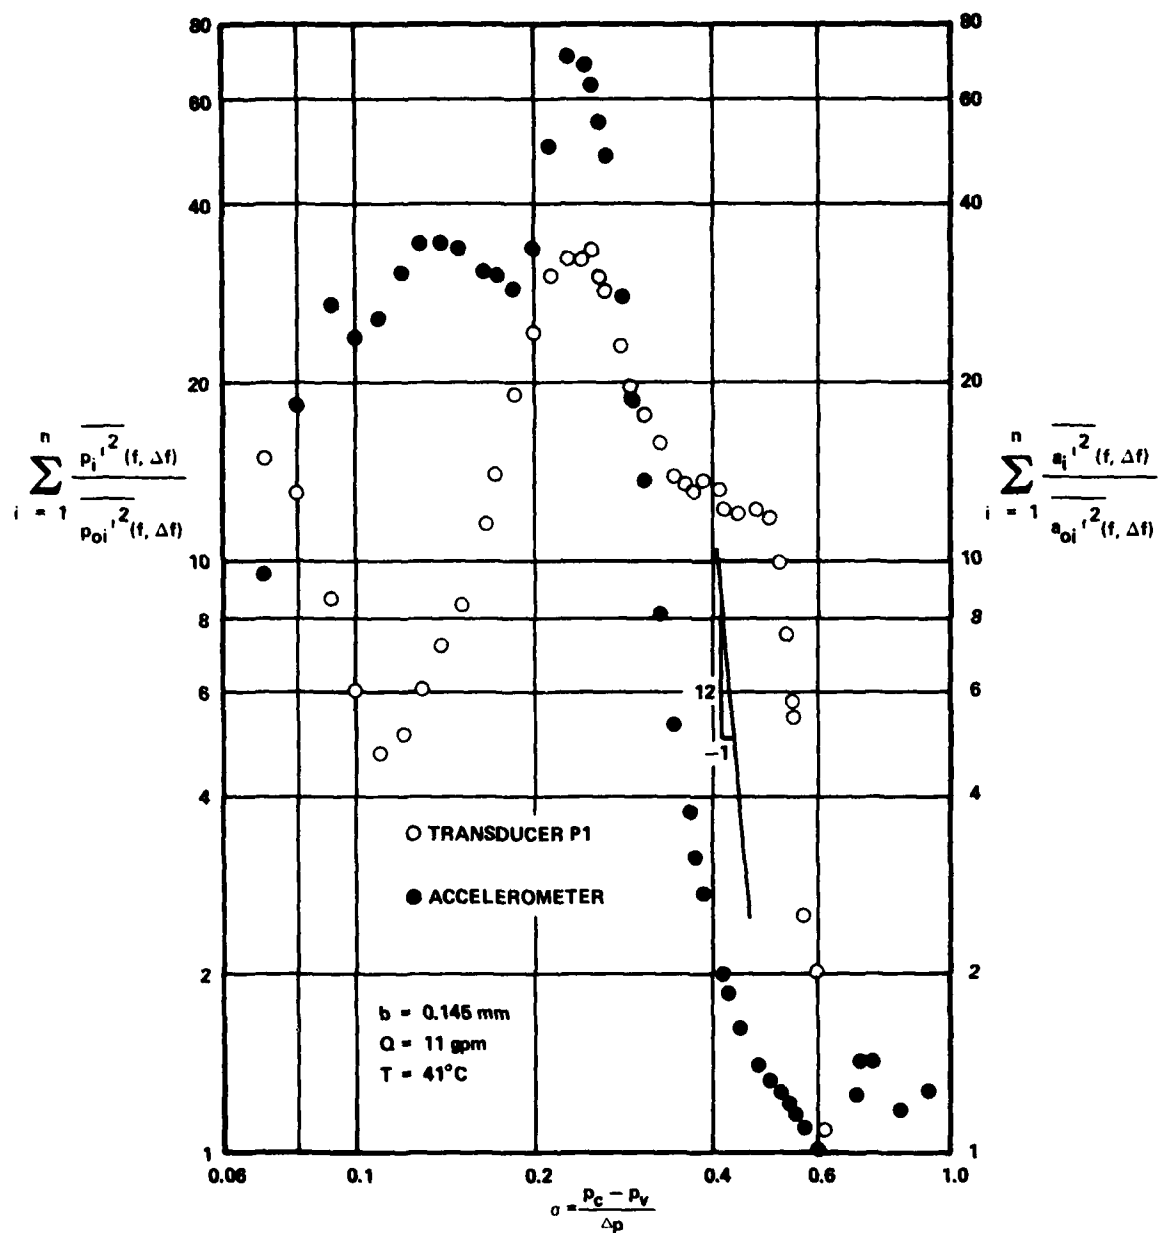 80
60
40
20
10
8
6
4
2
1
80
60
40
20
10
8
6
4
2
1
n
∑
i = 1
p_i'² (f, Δf)
p_oi'² (f, Δf)
n
∑
i = 1
a_i'² (f, Δf)
a_oi'² (f, Δf)
12
−1
○ TRANSDUCER P1
● ACCELEROMETER
b = 0.145 mm
Q = 11 gpm
T = 41°C
0.06
0.1
0.2
0.4
0.6
1.0
σ = p_c − p_v
Δp